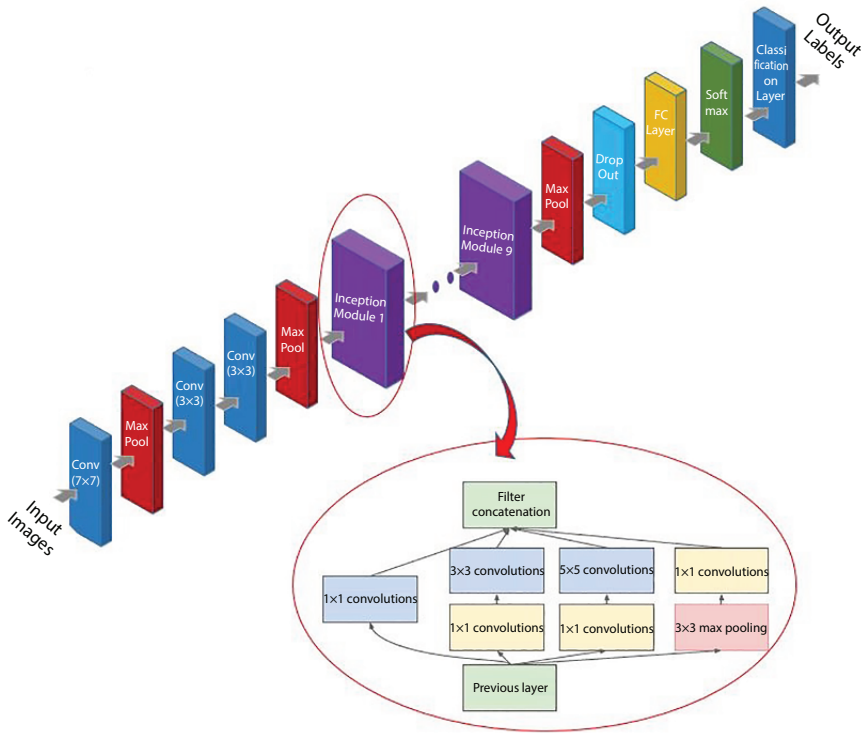 Input
Images
Conv
(7×7)
Max
Pool
Conv
(3×3)
Conv
(3×3)
Max
Pool
Inception
Module 1
Inception
Module 9
Max
Pool
Drop
Out
FC
Layer
Soft
max
Classi
fication
on
Layer
Output
Labels
Filter
concatenation
3×3 convolutions
5×5 convolutions
1×1 convolutions
1×1 convolutions
1×1 convolutions
1×1 convolutions
3×3 max pooling
Previous layer